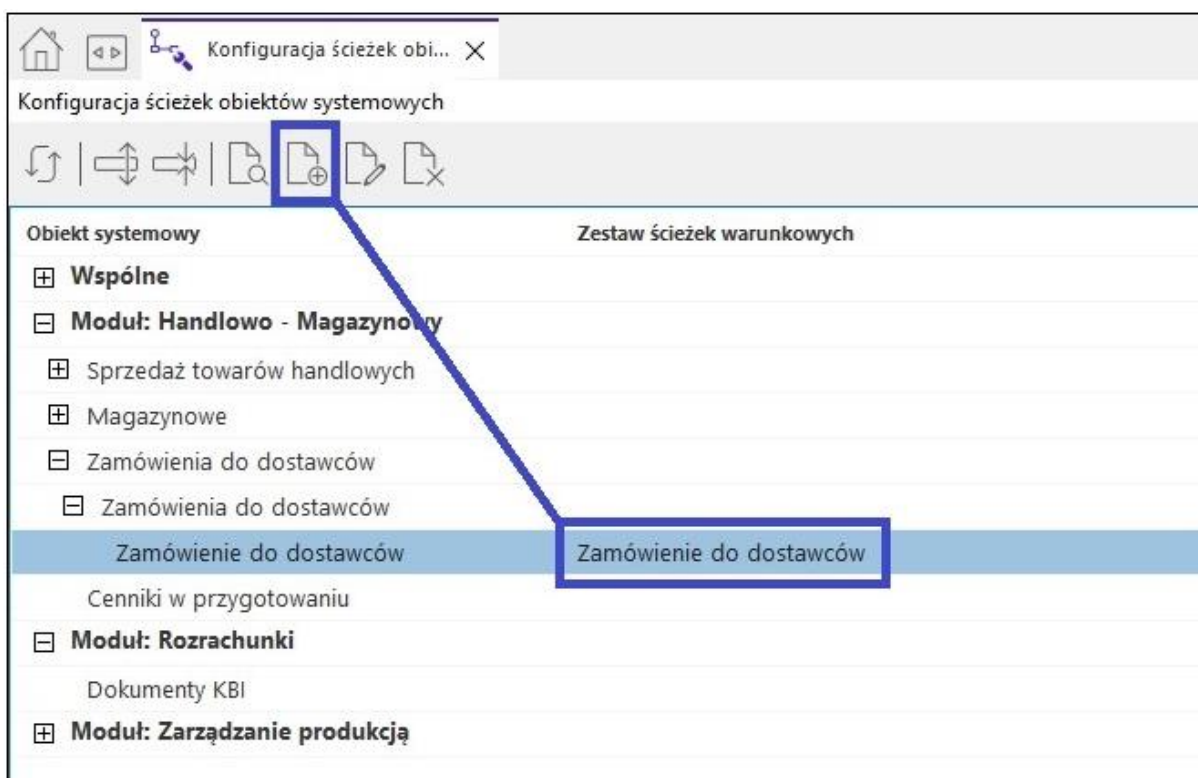 Konfiguracja ścieżek obi...
Konfiguracja ścieżek obiektów systemowych
Obiekt systemowy Zestaw ścieżek warunkowych
Wspólne
Moduł: Handlowo - Magazynowy
Sprzedaż towarów handlowych
Magazynowe
Zamówienia do dostawców
Zamówienia do dostawców
Zamówienie do dostawców Zamówienie do dostawców
Cenniki w przygotowaniu
Moduł: Rozrachunki
Dokumenty KBI
Moduł: Zarządzanie produkcją